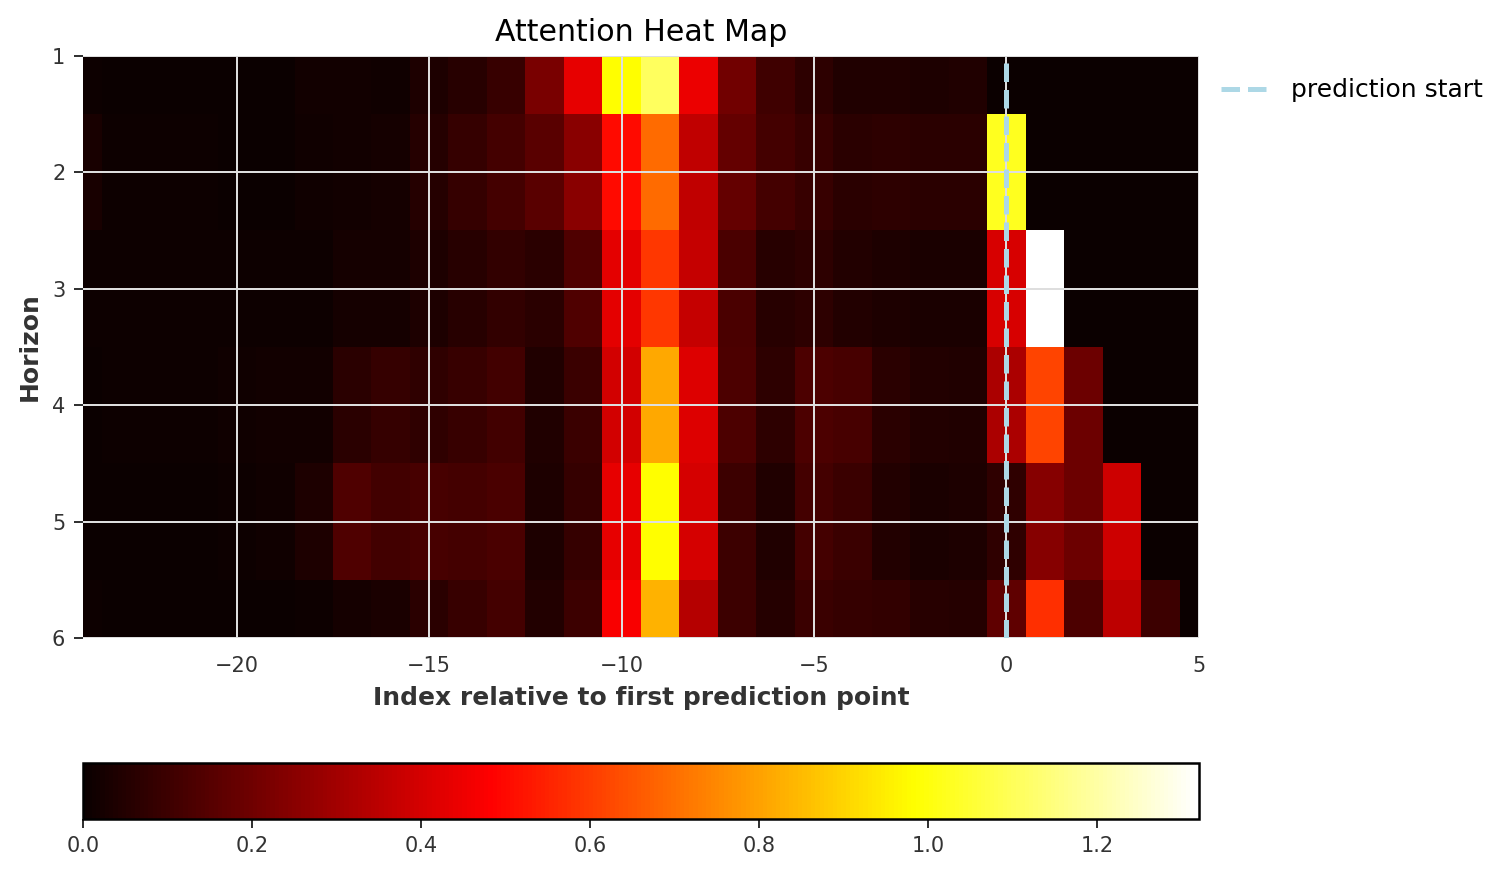 Attention Heat Map
prediction start
1
2
3
4
5
6
Horizon
−20 −15 −10 −5 0 5
Index relative to first prediction point
0.0 0.2 0.4 0.6 0.8 1.0 1.2